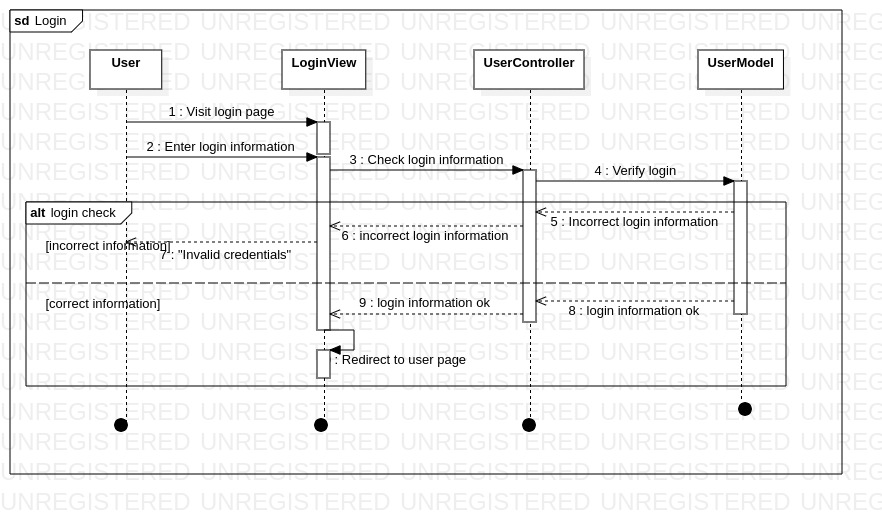 sd Login
User
LoginView
UserController
UserModel
1 : Visit login page
2 : Enter login information
3 : Check login information
4 : Verify login
alt login check
5 : Incorrect login information
6 : incorrect login information
[incorrect information]
7 : "Invalid credentials"
[correct information]
9 : login information ok
8 : login information ok
: Redirect to user page
UNREGISTERED UNREGISTERED UNREGISTERED UNREGISTERED UNREG